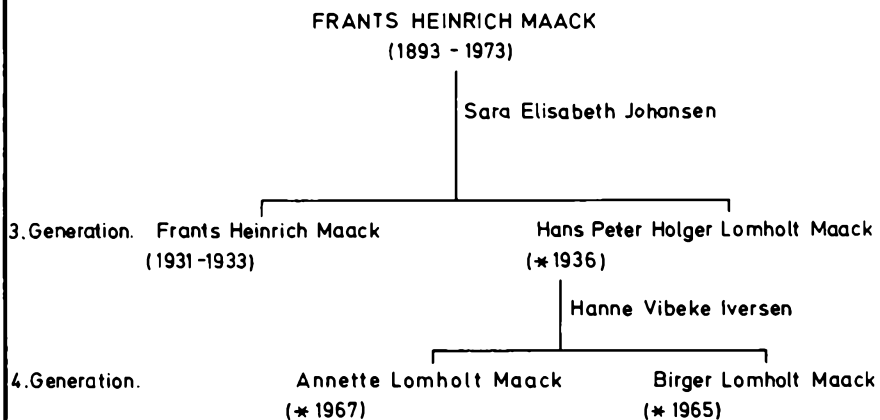 FRANTS HEINRICH MAACK
(1893 - 1973)
Sara Elisabeth Johansen
3.Generation. Frants Heinrich Maack Hans Peter Holger Lomholt Maack
(1931-1933) (* 1936)
Hanne Vibeke Iversen
4.Generation. Annette Lomholt Maack Birger Lomholt Maack
(* 1967) (* 1965)